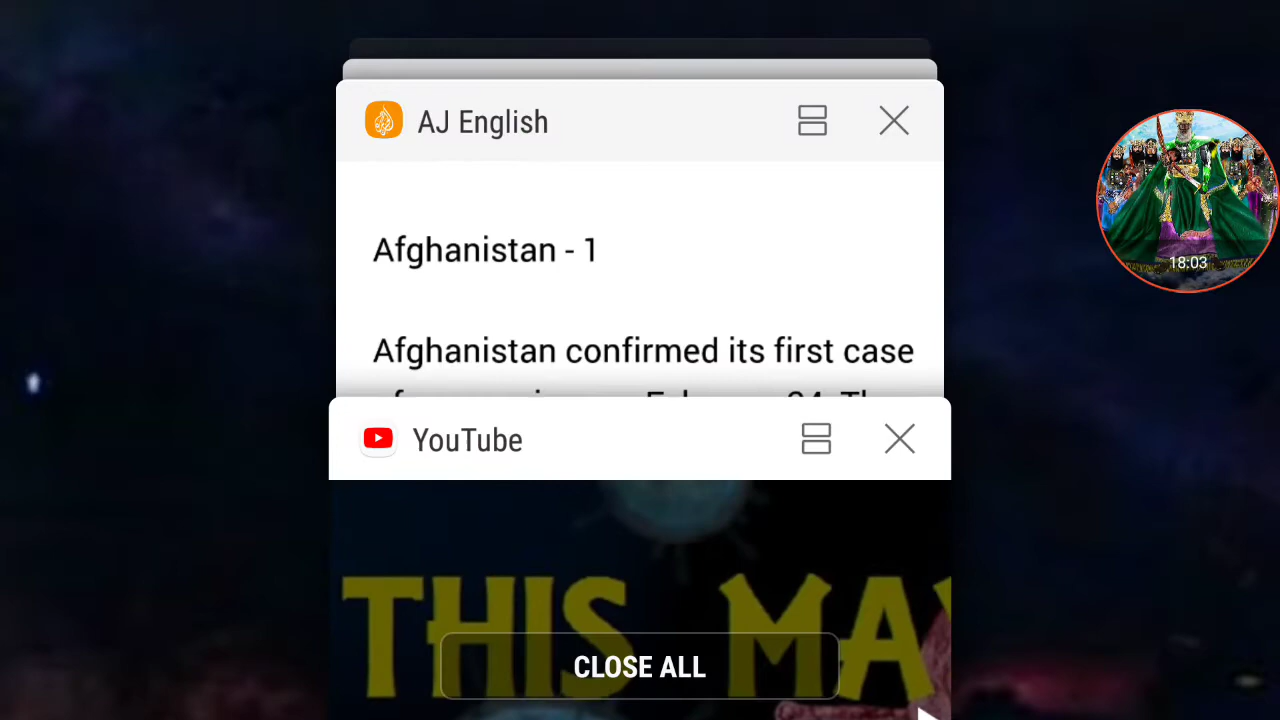 AJ English
Afghanistan - 1
Afghanistan confirmed its first case
18:03
YouTube
THIS MA
CLOSE ALL